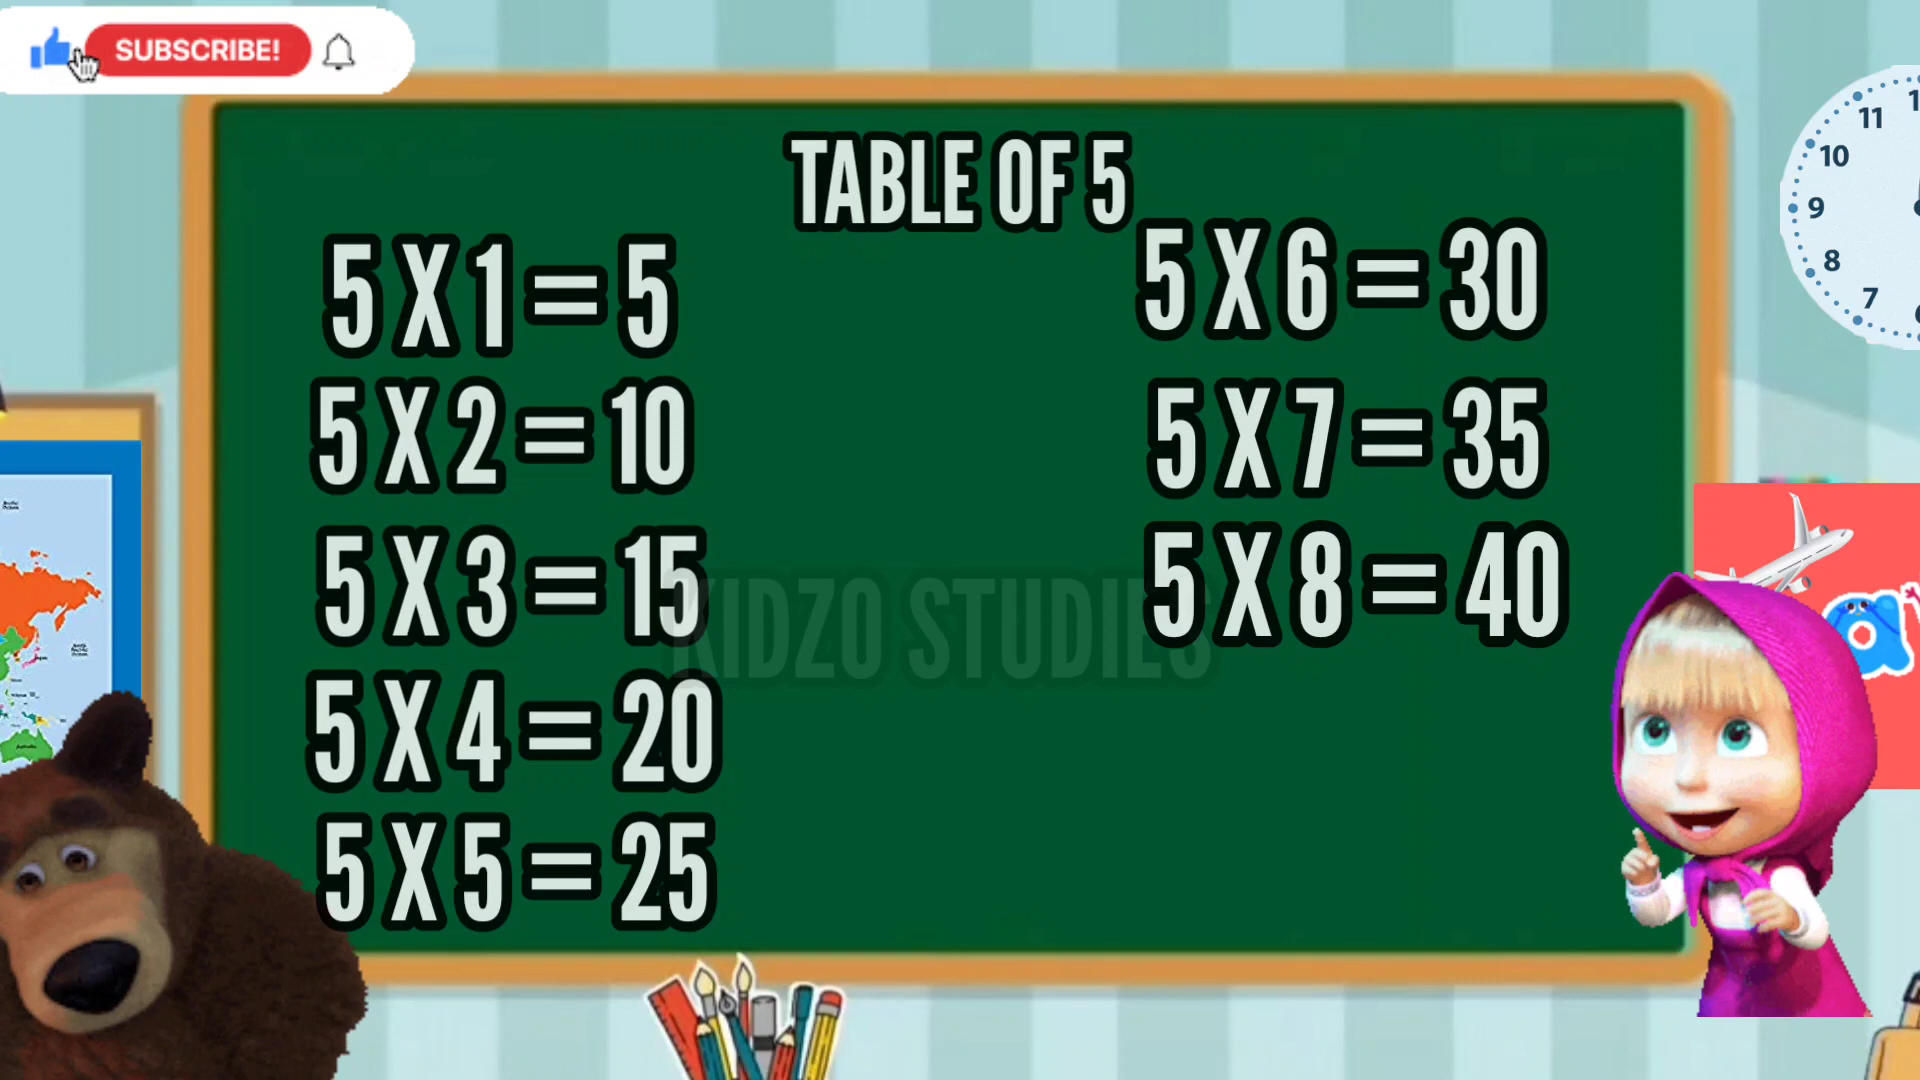 SUBSCRIBE!
TABLE OF 5
5 X 1 = 5
5 X 2 = 10
5 X 3 = 15
5 X 4 = 20
5 X 5 = 25
5 X 6 = 30
5 X 7 = 35
5 X 8 = 40
KIDZO STUDIES
11
10
9
8
7
a